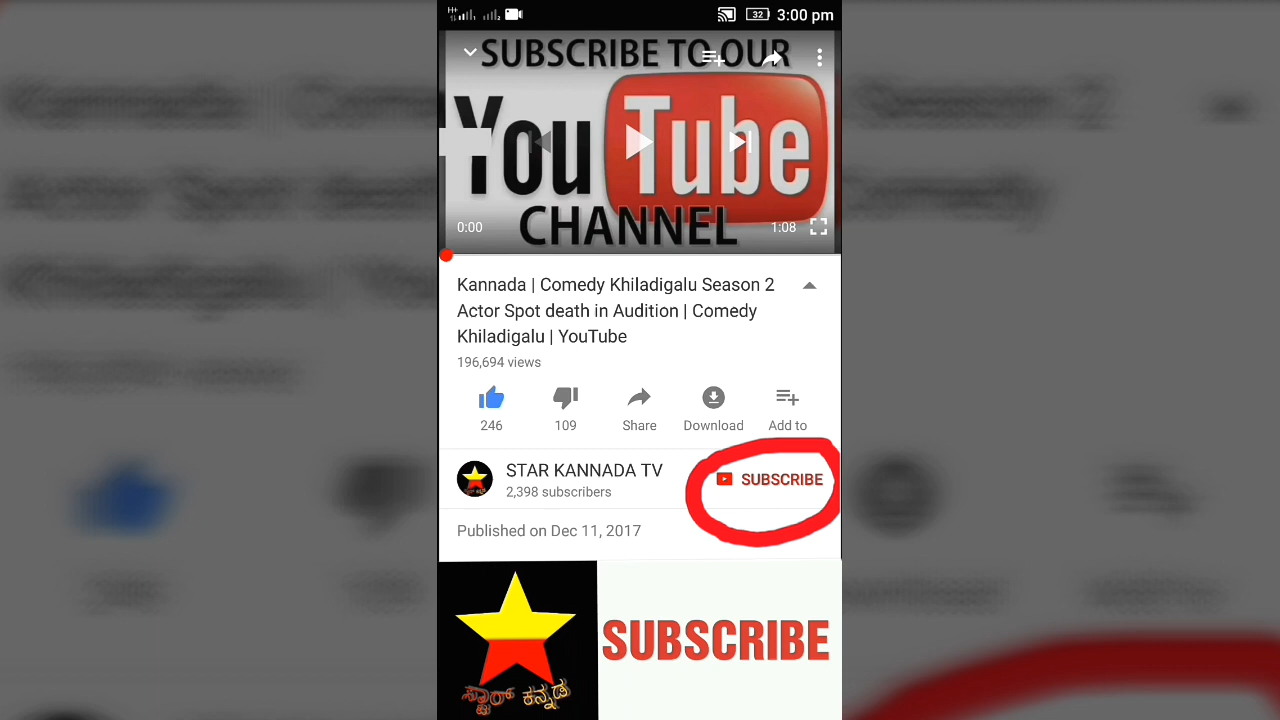 H+
32 3:00 pm
SUBSCRIBE TO OUR
YouTube
CHANNEL
0:00
1:08
Kannada | Comedy Khiladigalu Season 2
Actor Spot death in Audition | Comedy
Khiladigalu | YouTube
196,694 views
246 109 Share Download Add to
STAR KANNADA TV
2,398 subscribers
SUBSCRIBE
Published on Dec 11, 2017
ಸ್ಟಾರ್ ಕನ್ನಡ
SUBSCRIBE